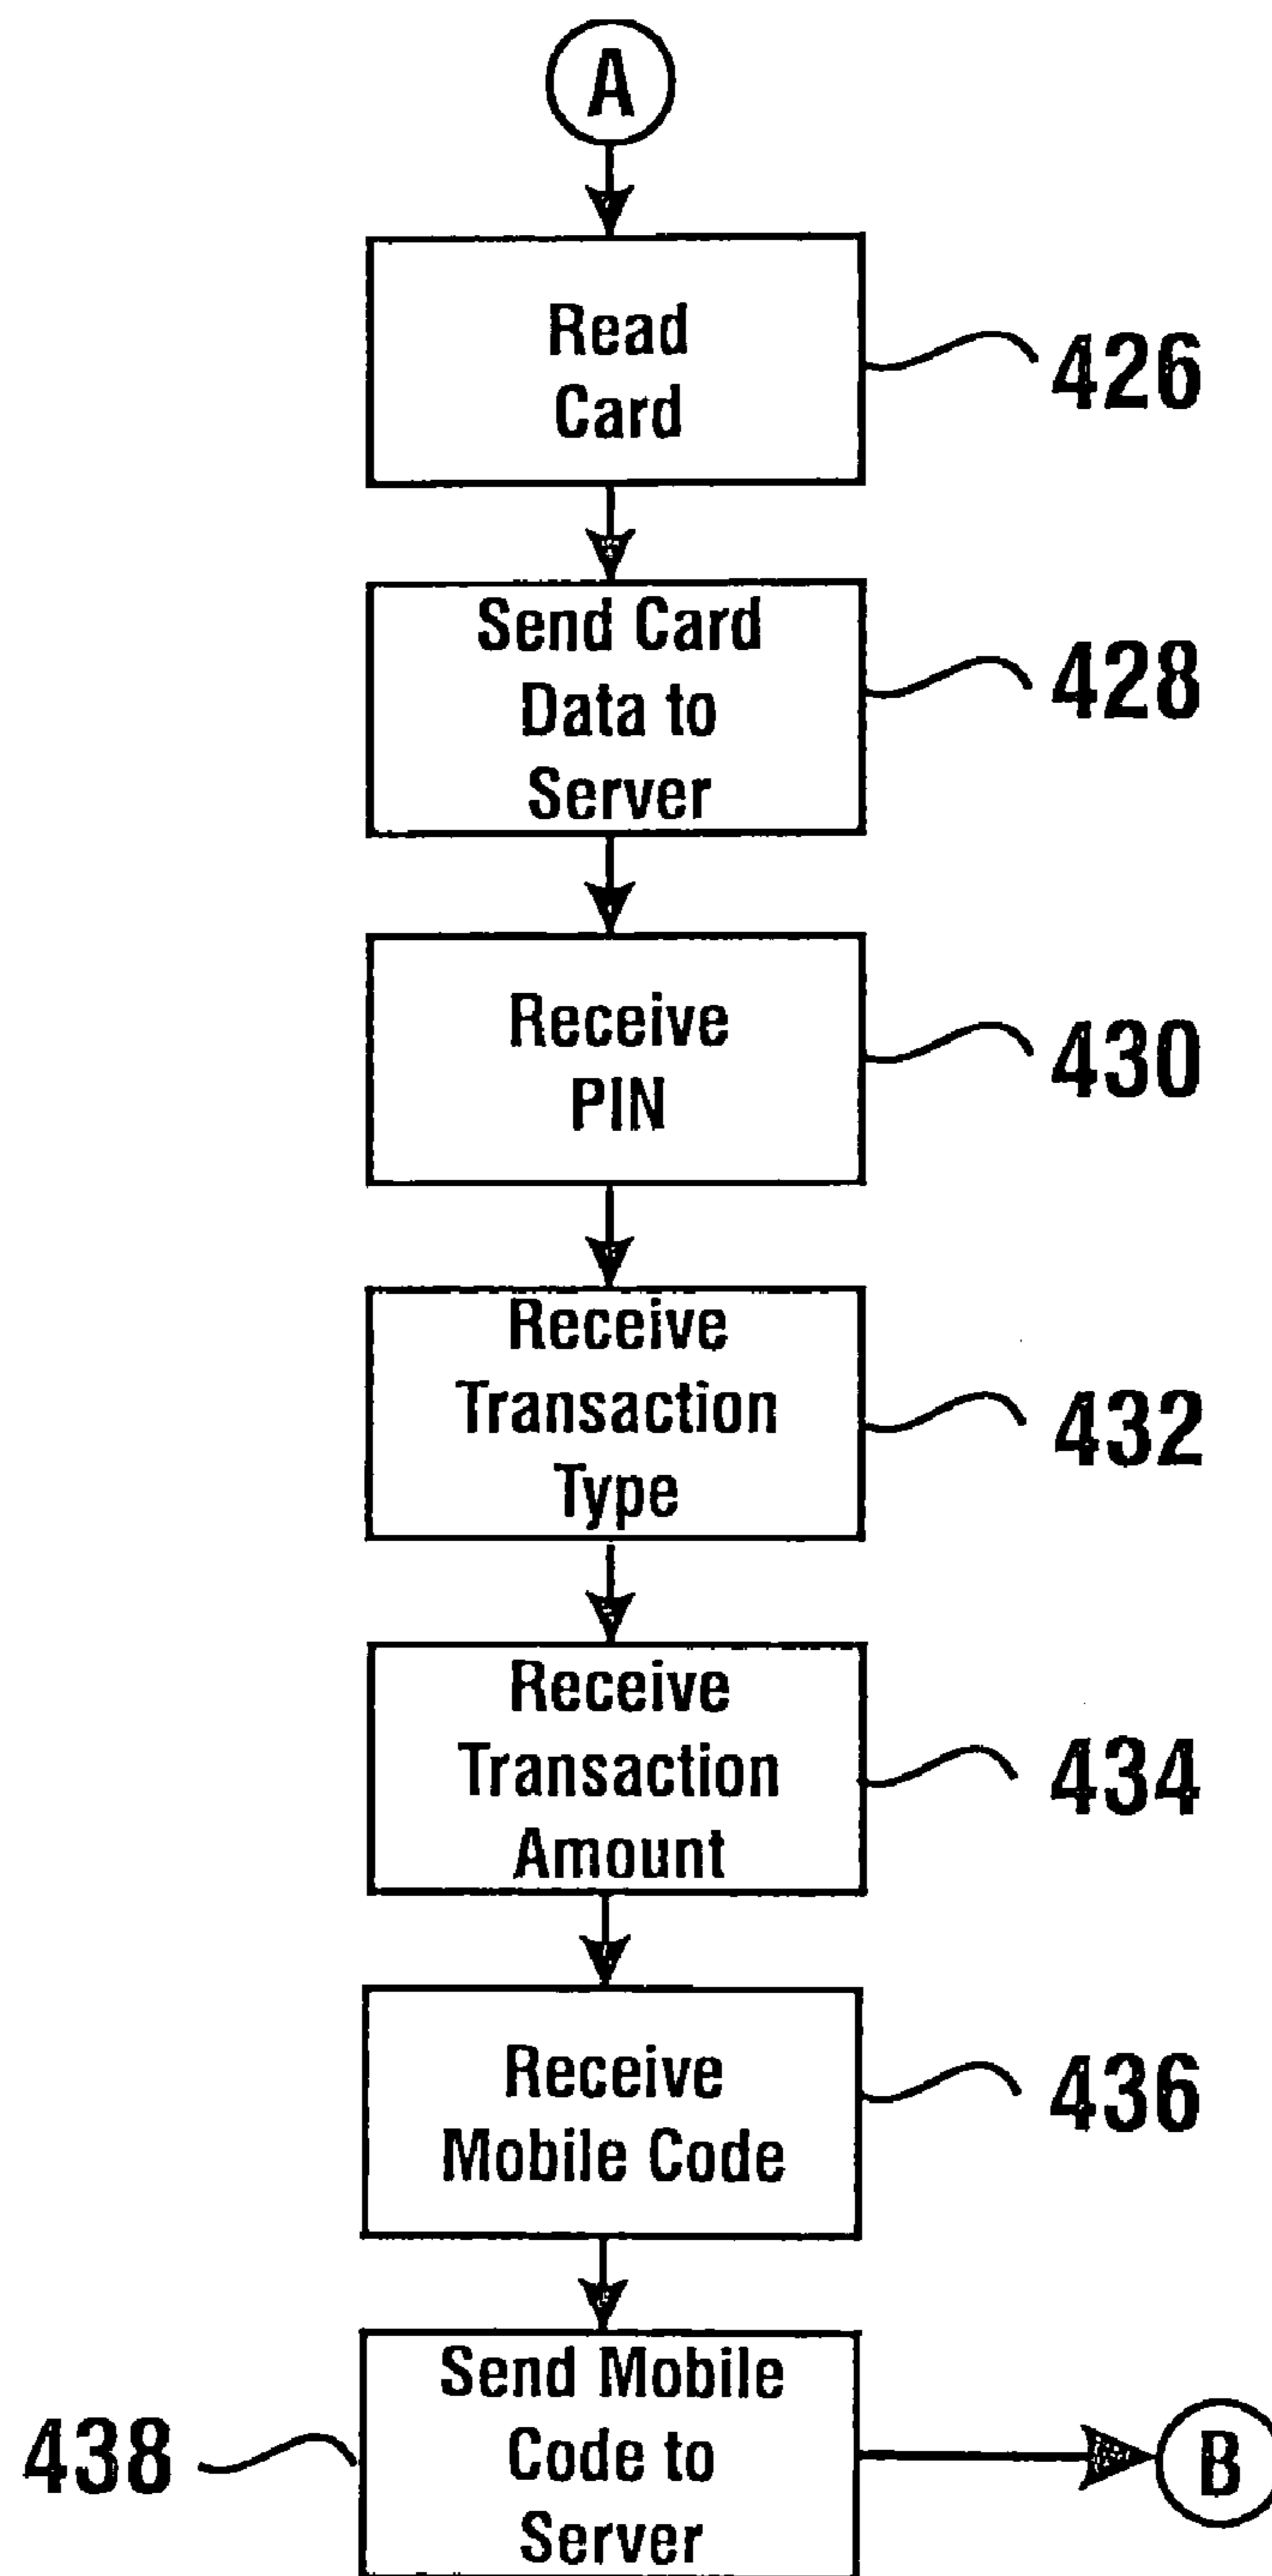 A
Read
Card
426
Send Card
Data to
Server
428
Receive
PIN
430
Receive
Transaction
Type
432
Receive
Transaction
Amount
434
Receive
Mobile Code
436
Send Mobile
Code to
Server
438
B